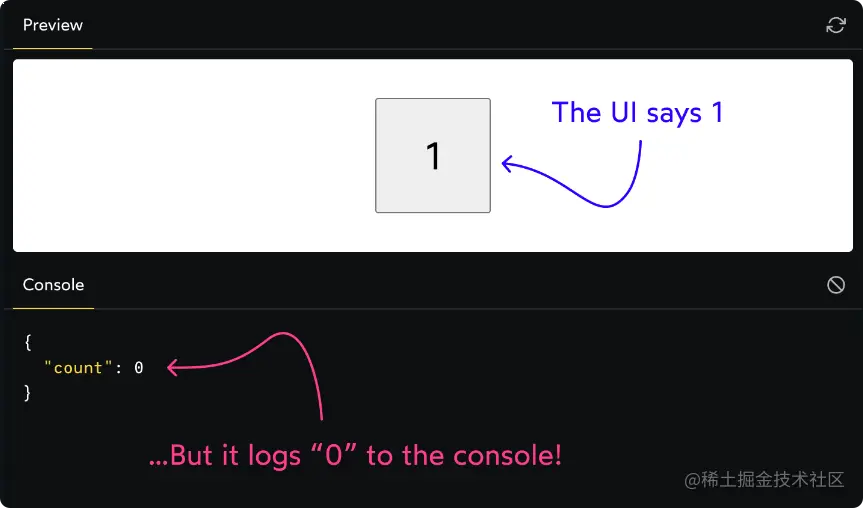 Preview
1
The UI says 1
Console
{
"count": 0
}
...But it logs “0” to the console!
@稀土掘金技术社区